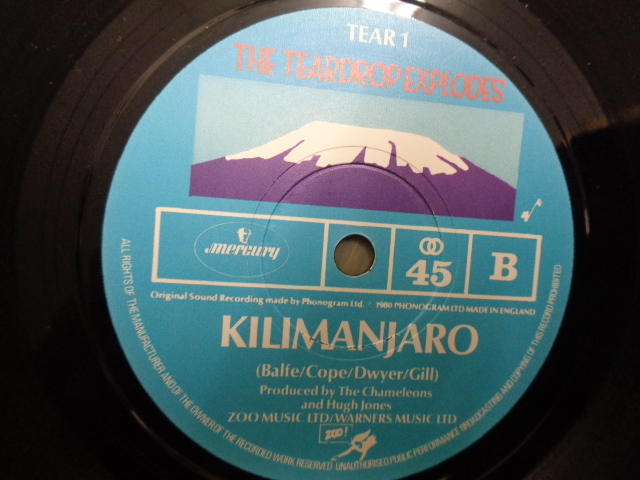 TEAR 1
THE TEARDROP EXPLODES
mercury
45
B
Original Sound Recording made by Phonogram Ltd. ℗ 1980 PHONOGRAM LTD MADE IN ENGLAND
KILIMANJARO
(Balfe/Cope/Dwyer/Gill)
Produced by The Chameleons
and Hugh Jones
ZOO MUSIC LTD/WARNERS MUSIC LTD
ZOO!
ALL RIGHTS OF THE MANUFACTURER AND OF THE OWNER OF THE RECORDED WORK RESERVED UNAUTHORISED PUBLIC PERFORMANCE BROADCASTING AND COPYING OF THIS RECORD PROHIBITED